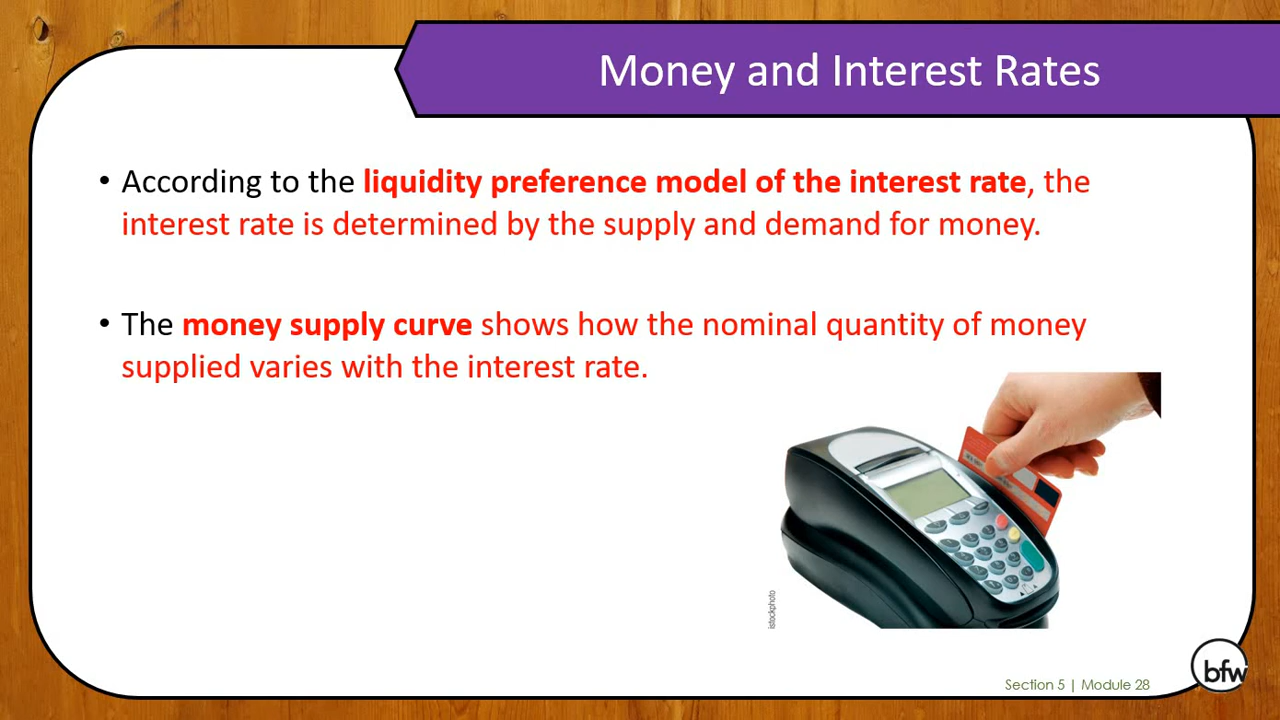 Money and Interest Rates
• According to the liquidity preference model of the interest rate, the
interest rate is determined by the supply and demand for money.
• The money supply curve shows how the nominal quantity of money
supplied varies with the interest rate.
istockphoto
Section 5 | Module 28
bfw